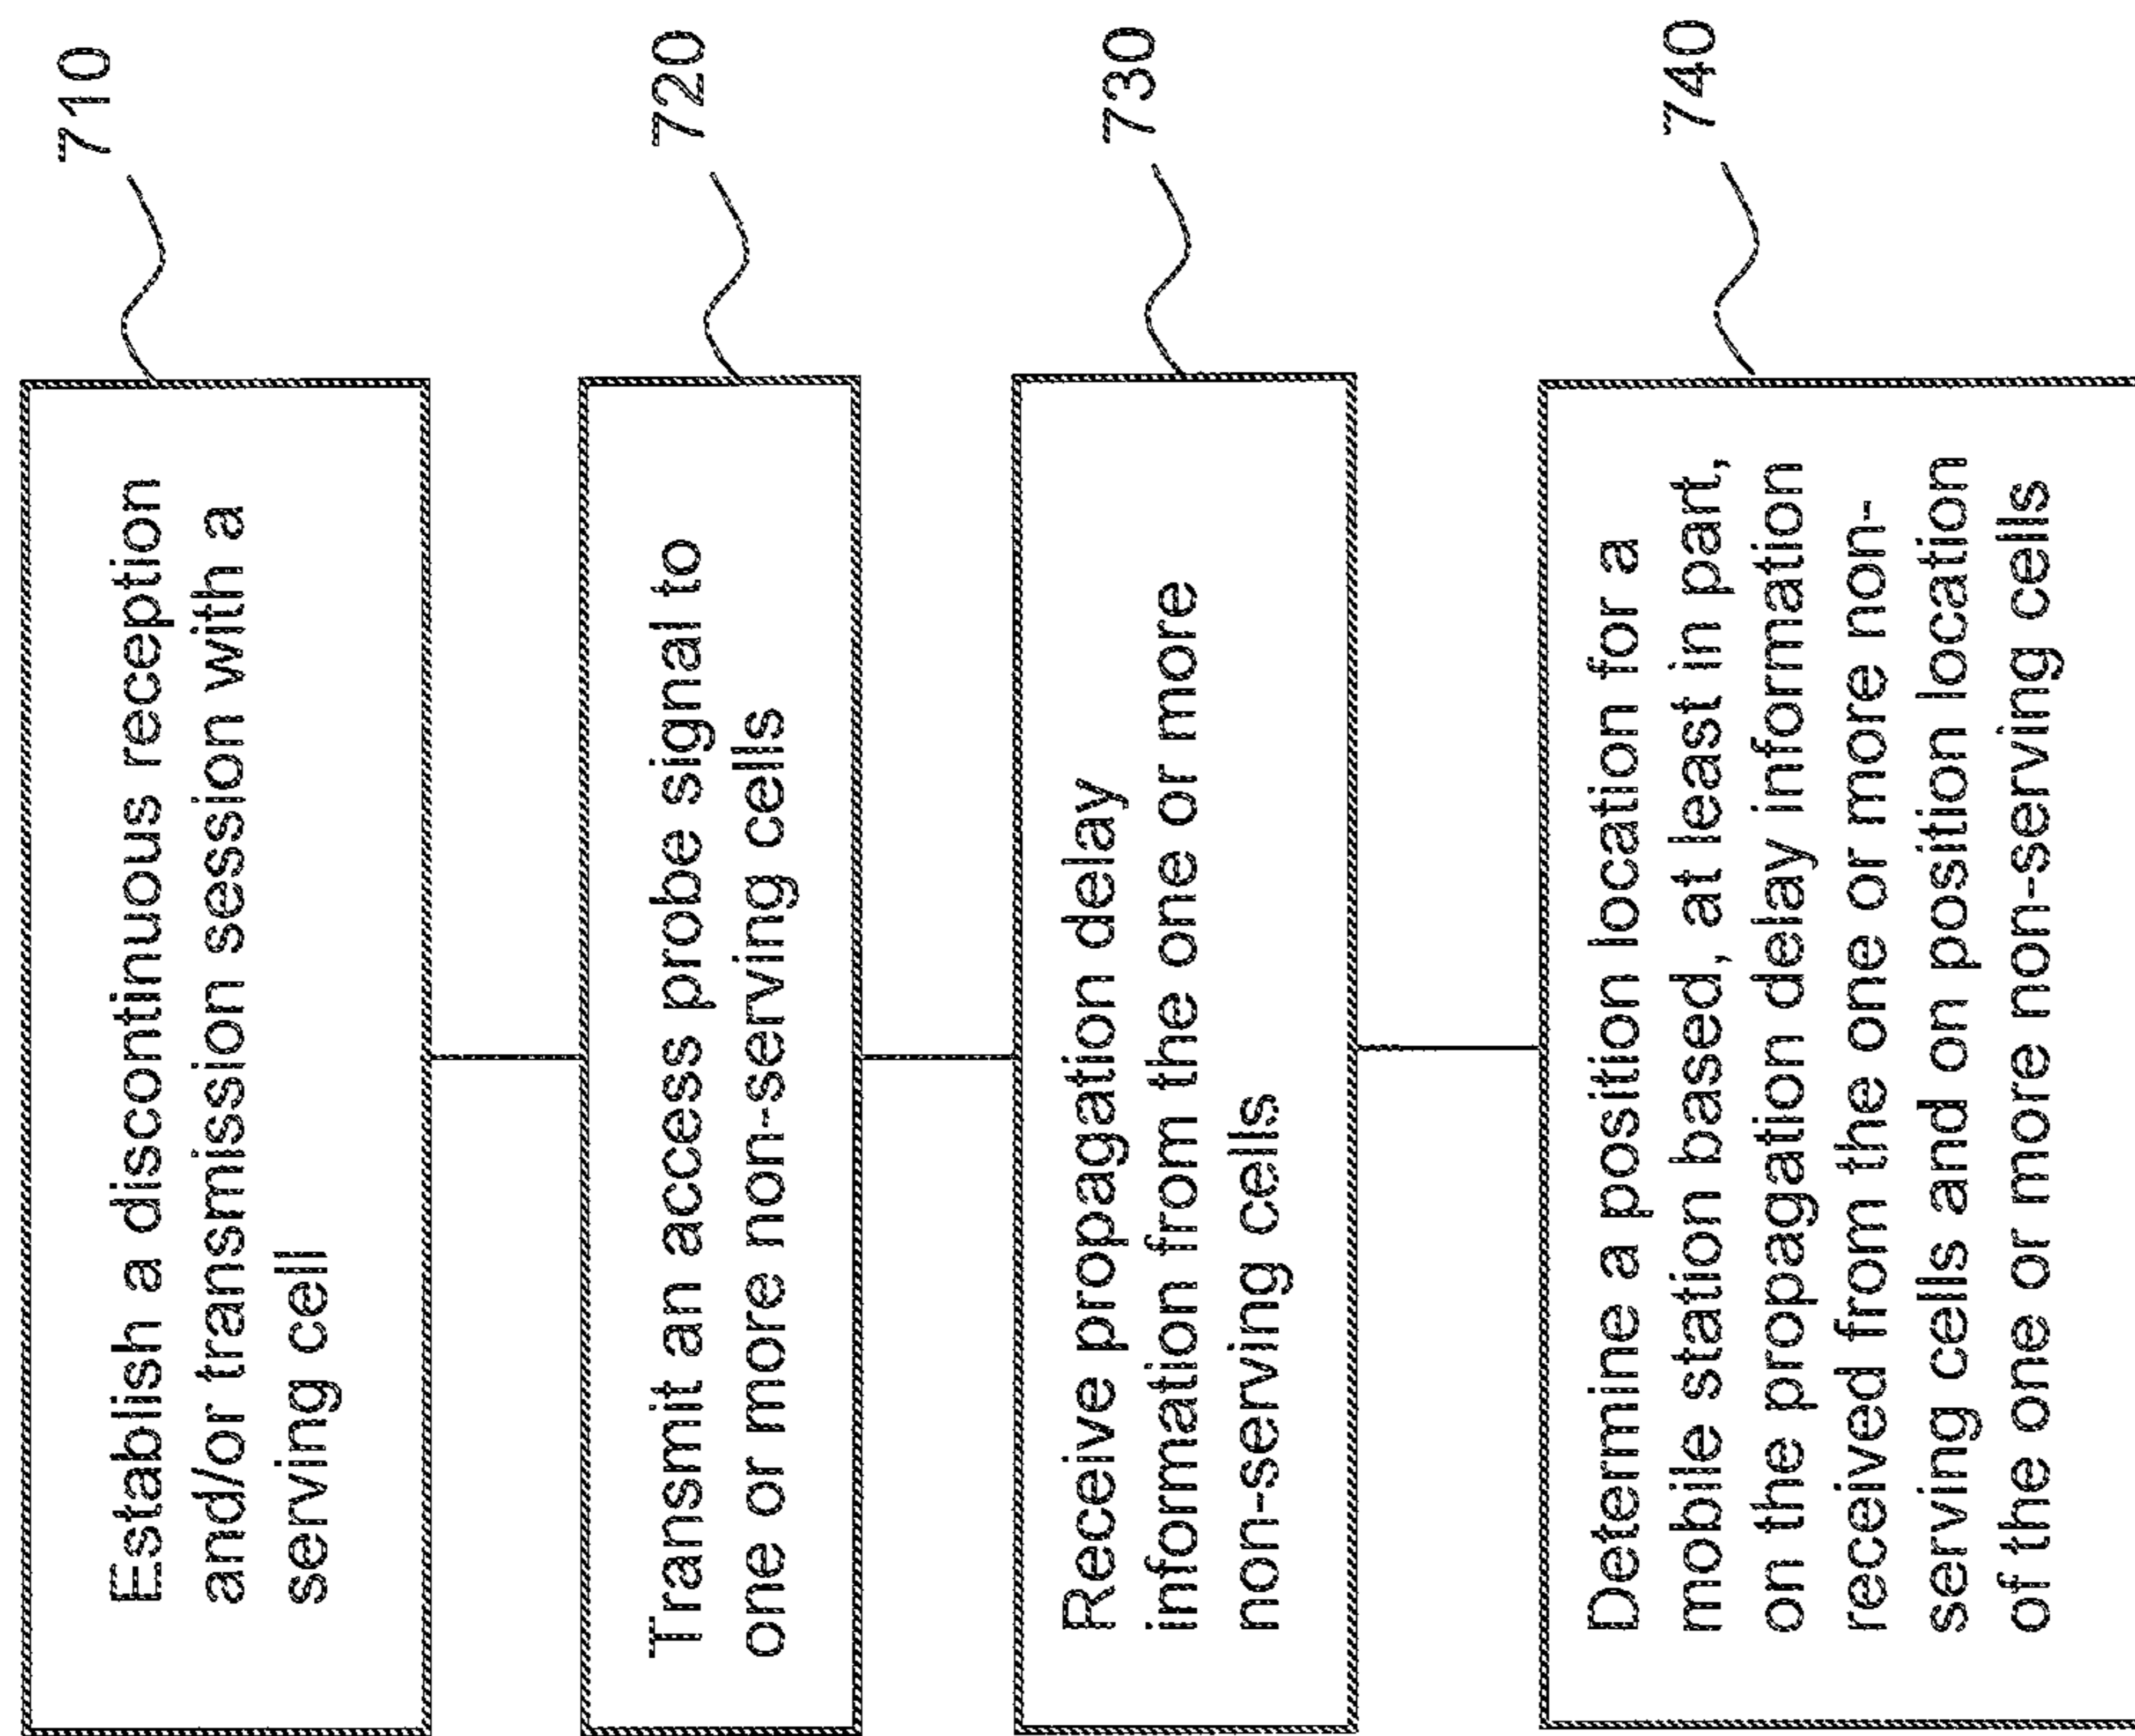 Establish a discontinuous reception
and/or transmission session with a
serving cell
710
Transmit an access probe signal to
one or more non-serving cells
720
Receive propagation delay
information from the one or more
non-serving cells
730
Determine a position location for a
mobile station based, at least in part,
on the propagation delay information
received from the one or more non-
serving cells and on position location
of the one or more non-serving cells
740